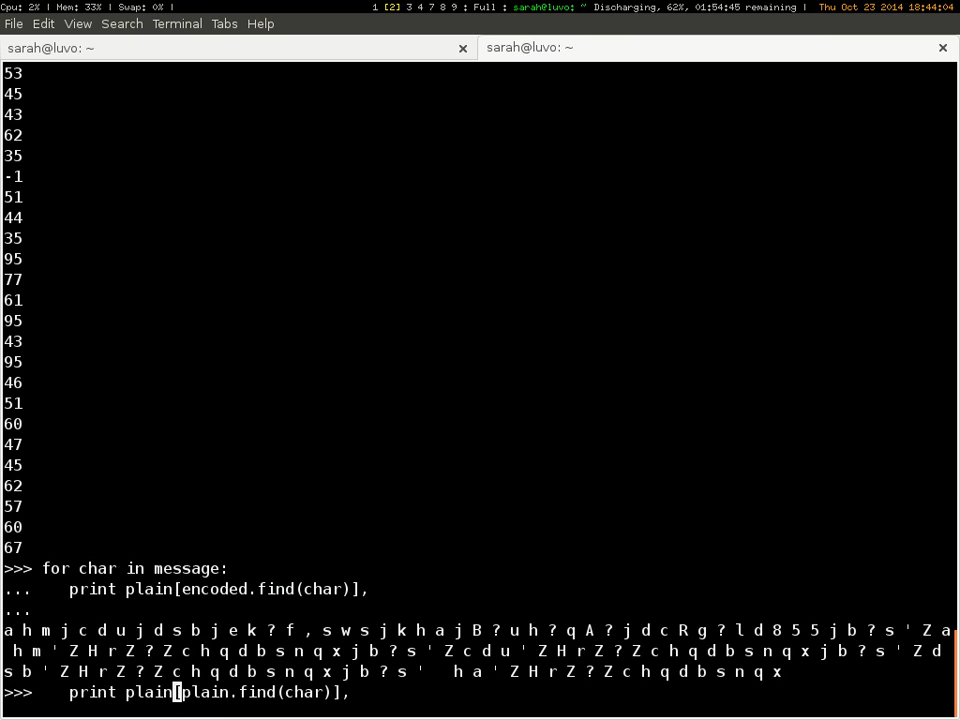 Cpu: 2% | Mem: 33% | Swap: 0% | 1 [2] 3 4 7 8 9 : Full : sarah@luvo: ~ Discharging, 62%, 01:54:45 remaining | Thu Oct 23 2014 18:44:04
File Edit View Search Terminal Tabs Help
sarah@luvo: ~ × sarah@luvo: ~ ×
53
45
43
62
35
-1
51
44
35
95
77
61
95
43
95
46
51
60
47
45
62
57
60
67
>>> for char in message:
...    print plain[encoded.find(char)],
...
a h m j c d u j d s b j e k ? f , s w s j k h a j B ? u h ? q A ? j d c R g ? l d 8 5 5 j b ? s ' Z a
h m ' Z H r Z ? Z c h q d b s n q x j b ? s ' Z c d u ' Z H r Z ? Z c h q d b s n q x j b ? s ' Z d
s b ' Z H r Z ? Z c h q d b s n q x j b ? s '   h a ' Z H r Z ? Z c h q d b s n q x
>>>    print plain[plain.find(char)],